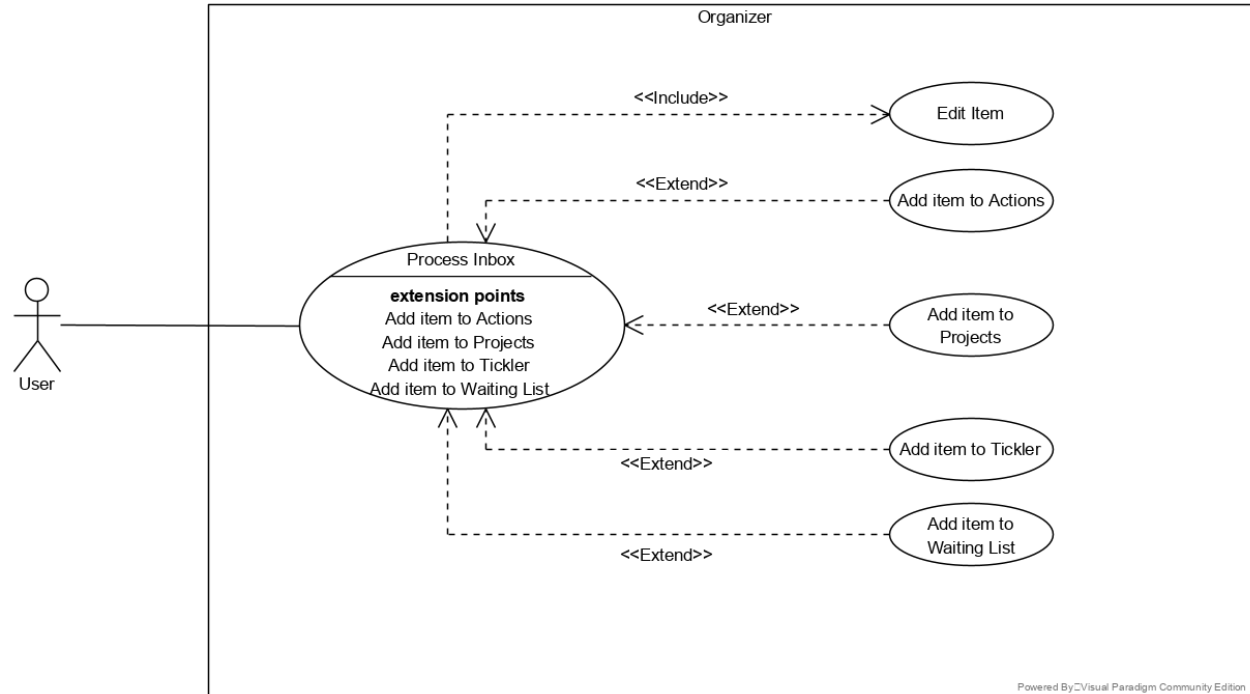 Organizer
<<Include>>
Edit Item
<<Extend>>
Add item to Actions
Process Inbox
extension points
Add item to Actions
Add item to Projects
Add item to Tickler
Add item to Waiting List
<<Extend>>
Add item to
Projects
User
<<Extend>>
Add item to Tickler
<<Extend>>
Add item to
Waiting List
Powered By Visual Paradigm Community Edition